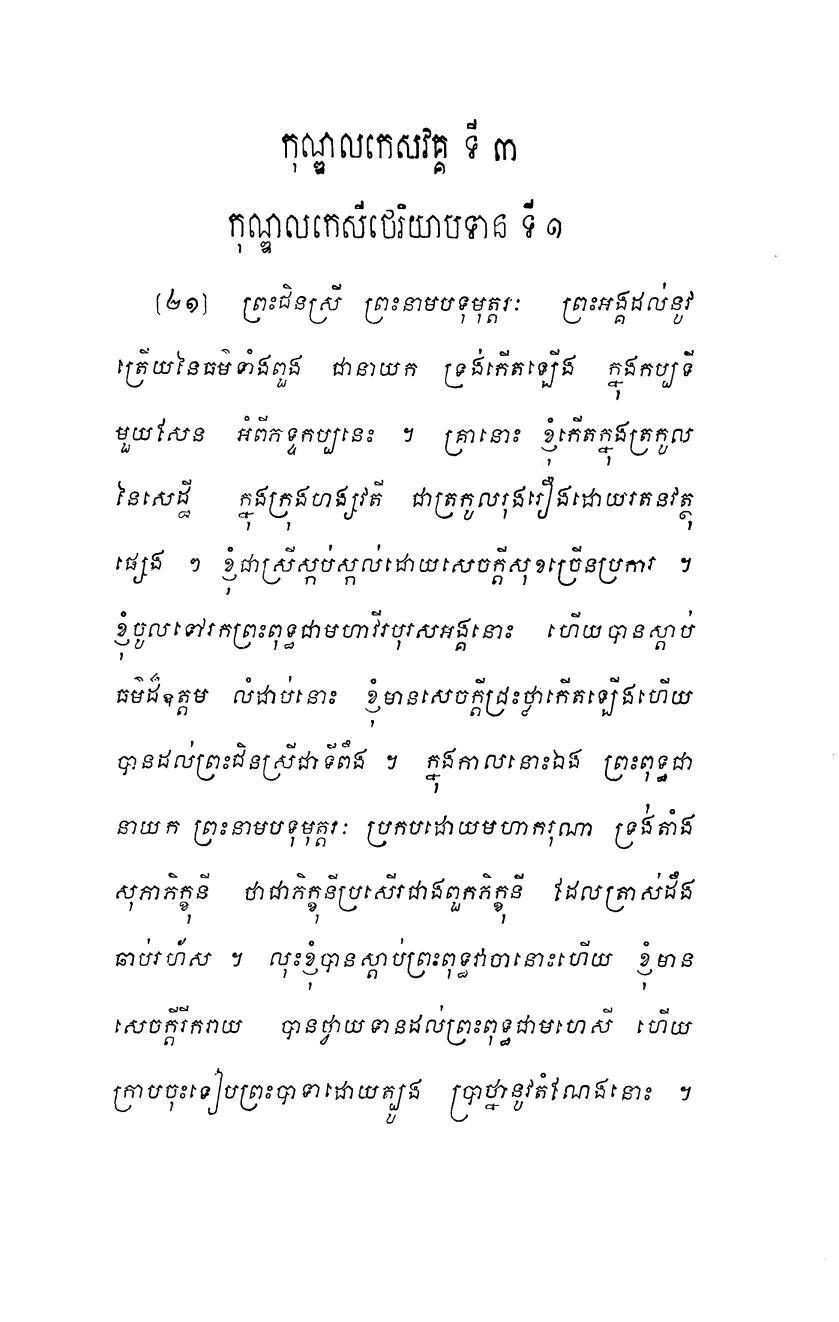 កុណ្ឌលកេសវគ្គ ទី ៣
កុណ្ឌលកេសីថេរិយាបទាន ទី ១
[២១] ព្រះជិនស្រី ព្រះនាមបទុមុត្តរៈ ព្រះអង្គដល់នូវ
ត្រើយនៃធម៌ទាំងពួង ជានាយក ទ្រង់កើតឡើង ក្នុងកប្បទី
មួយសែន អំពីភទ្ទកប្បនេះ ។ គ្រានោះ ខ្ញុំកើតក្នុងត្រកូល
នៃសេដ្ឋី ក្នុងក្រុងហង្សវតី ជាត្រកូលរុងរឿងដោយរតនវត្ថុ
ផ្សេង ៗ ខ្ញុំជាស្រីស្កប់ស្កល់ដោយសេចក្តីសុខច្រើនប្រការ ។
ខ្ញុំចូលទៅរកព្រះពុទ្ធជាមហាវីរបុរសអង្គនោះ ហើយបានស្តាប់
ធម៌ដ៏ឧត្តម លំដាប់នោះ ខ្ញុំមានសេចក្តីជ្រះថ្លាកើតឡើងហើយ
បានដល់ព្រះជិនស្រីជាទីពឹង ។ ក្នុងកាលនោះឯង ព្រះពុទ្ធជា
នាយក ព្រះនាមបទុមុត្តរៈ ប្រកបដោយមហាករុណា ទ្រង់តាំង
សុភាភិក្ខុនី ថាជាភិក្ខុនីប្រសើរជាងពួកភិក្ខុនី ដែលត្រាស់ដឹង
ឆាប់រហ័ស ។ លុះខ្ញុំបានស្តាប់ព្រះពុទ្ធវាចានោះហើយ ខ្ញុំមាន
សេចក្តីរីករាយ បានថ្វាយទានដល់ព្រះពុទ្ធជាមហេសី ហើយ
ក្រាបចុះទៀបព្រះបាទាដោយត្បូង ប្រាថ្នានូវតំណែងនោះ ។